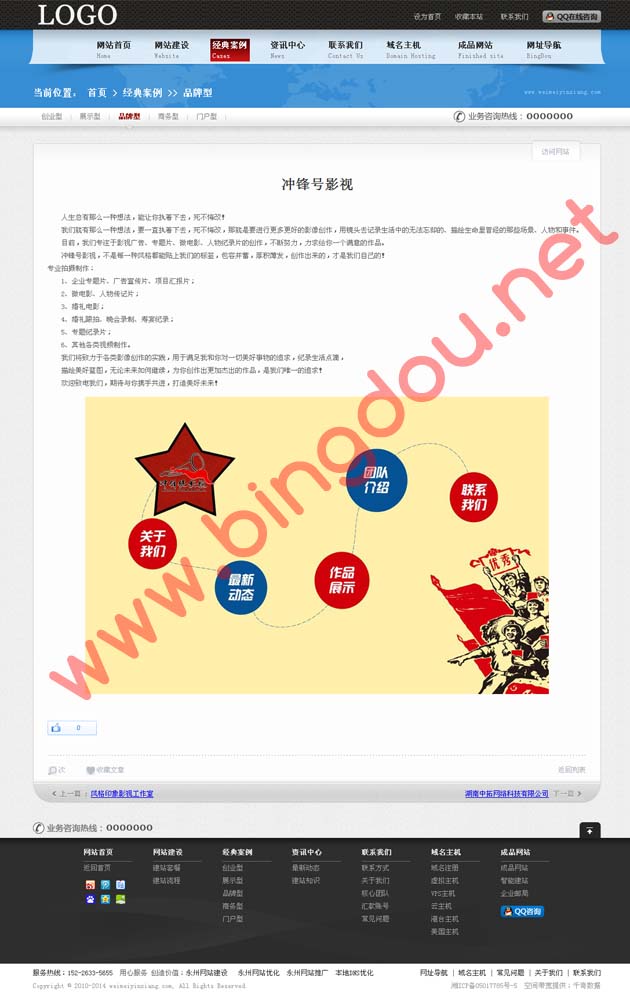 LOGO
设为首页 收藏本站 联系我们 QQ在线咨询
网站首页 网站建设 经典案例 资讯中心 联系我们 域名主机 成品网站 网址导航
Home Website Cases News Contact Us Domain Hosting Finished site BingDou
当前位置: 首页 > 经典案例 >> 品牌型
www.weimeiyinxiang.com
创业型 | 展示型 | 品牌型 | 商务型 | 门户型 |
业务咨询热线:0000000
访问网站
冲锋号影视
人生总有那么一种想法,能让你执着下去,死不悔改!
我们就有那么一种想法,要一直执着下去,死不悔改,那就是要进行更多更好的影像创作,用镜头去记录生活中的无法忘却的、描绘生命里曾经的那些场景、人物和事件。
目前,我们专注于影视广告、专题片、微电影、人物纪录片的创作,不断努力,力求给你一个满意的作品。
冲锋号影视,不是每一种风格都能贴上我们的标签,包容并蓄,厚积薄发,创作出来的,才是我们自己的!
专业拍摄制作:
1、企业专题片、广告宣传片、项目汇报片;
2、微电影、人物传记片;
3、婚礼电影;
4、婚礼跟拍、晚会录制、寿宴纪录;
5、专题纪录片;
6、其他各类视频制作。
我们将致力于各类影像创作的实践,用于满足我和你对一切美好事物的追求,纪录生活点滴,
描绘美好蓝图,无论未来如何继续,为你创作出更加杰出的作品,是我们唯一的追求!
欢迎致电我们,期待与你携手共进,打造美好未来!
关于
我们
最新
动态
作品
展示
团队
介绍
联系
我们
优秀
www.bingdou.net
0
次 收藏文章
返回列表
上一篇 : 风格印象影视工作室
湖南中拓网络科技有限公司 下一篇
业务咨询热线:0000000
网站首页 网站建设 经典案例 资讯中心 联系我们 域名主机 成品网站
返回首页 建站套餐 创业型 最新动态 联系方式 域名注册 成品网站
建站流程 展示型 建站知识 关于我们 虚拟主机 智能建站
品牌型 核心团队 VPS主机 企业邮局
商务型 汇款账号 云主机
门户型 常见问题 港台主机
美国主机
QQ咨询
服务热线:152-2633-5655 用心服务 创造价值:永州网站建设 永州网站优化 永州网站推广 本地DNS优化
网址导航 | 域名主机 | 常见问题 | 关于我们 | 联系我们
Copyright © 2010-2014 weimeiyinxiang.com, All Rights Reserved
湘ICP备05017785号-5 空间带宽提供:千寻数据